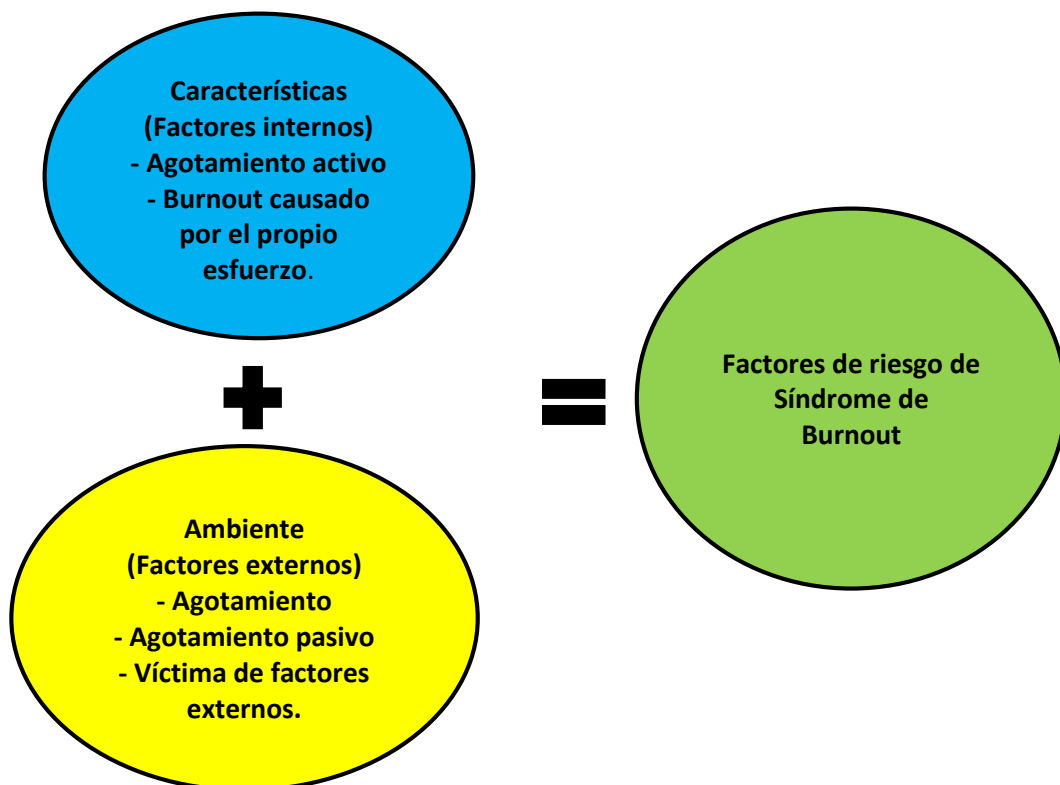 Característícas
(Factores internos)
- Agotamiento activo
- Burnout causado
por el propio
esfuerzo.
Ambiente
(Factores externos)
- Agotamiento
- Agotamiento pasivo
- Víctima de factores
externos.
Factores de riesgo de
Síndrome de
Burnout